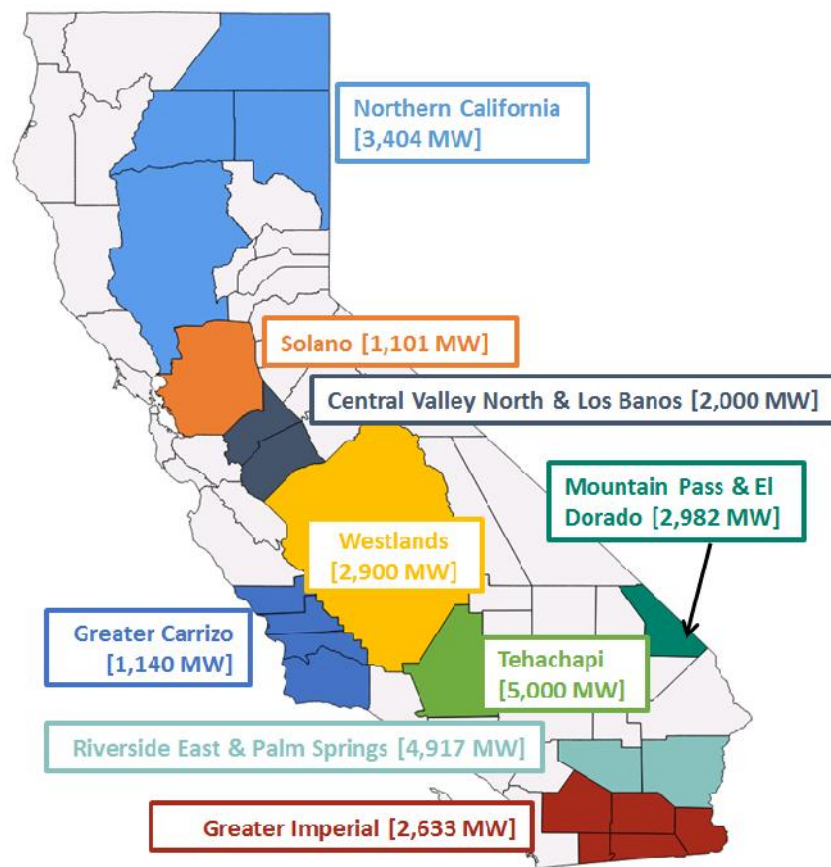 Northern California
[3,404 MW]
Solano [1,101 MW]
Central Valley North & Los Banos [2,000 MW]
Mountain Pass & El
Dorado [2,982 MW]
Westlands
[2,900 MW]
Greater Carrizo
[1,140 MW]
Tehachapi
[5,000 MW]
Riverside East & Palm Springs [4,917 MW]
Greater Imperial [2,633 MW]